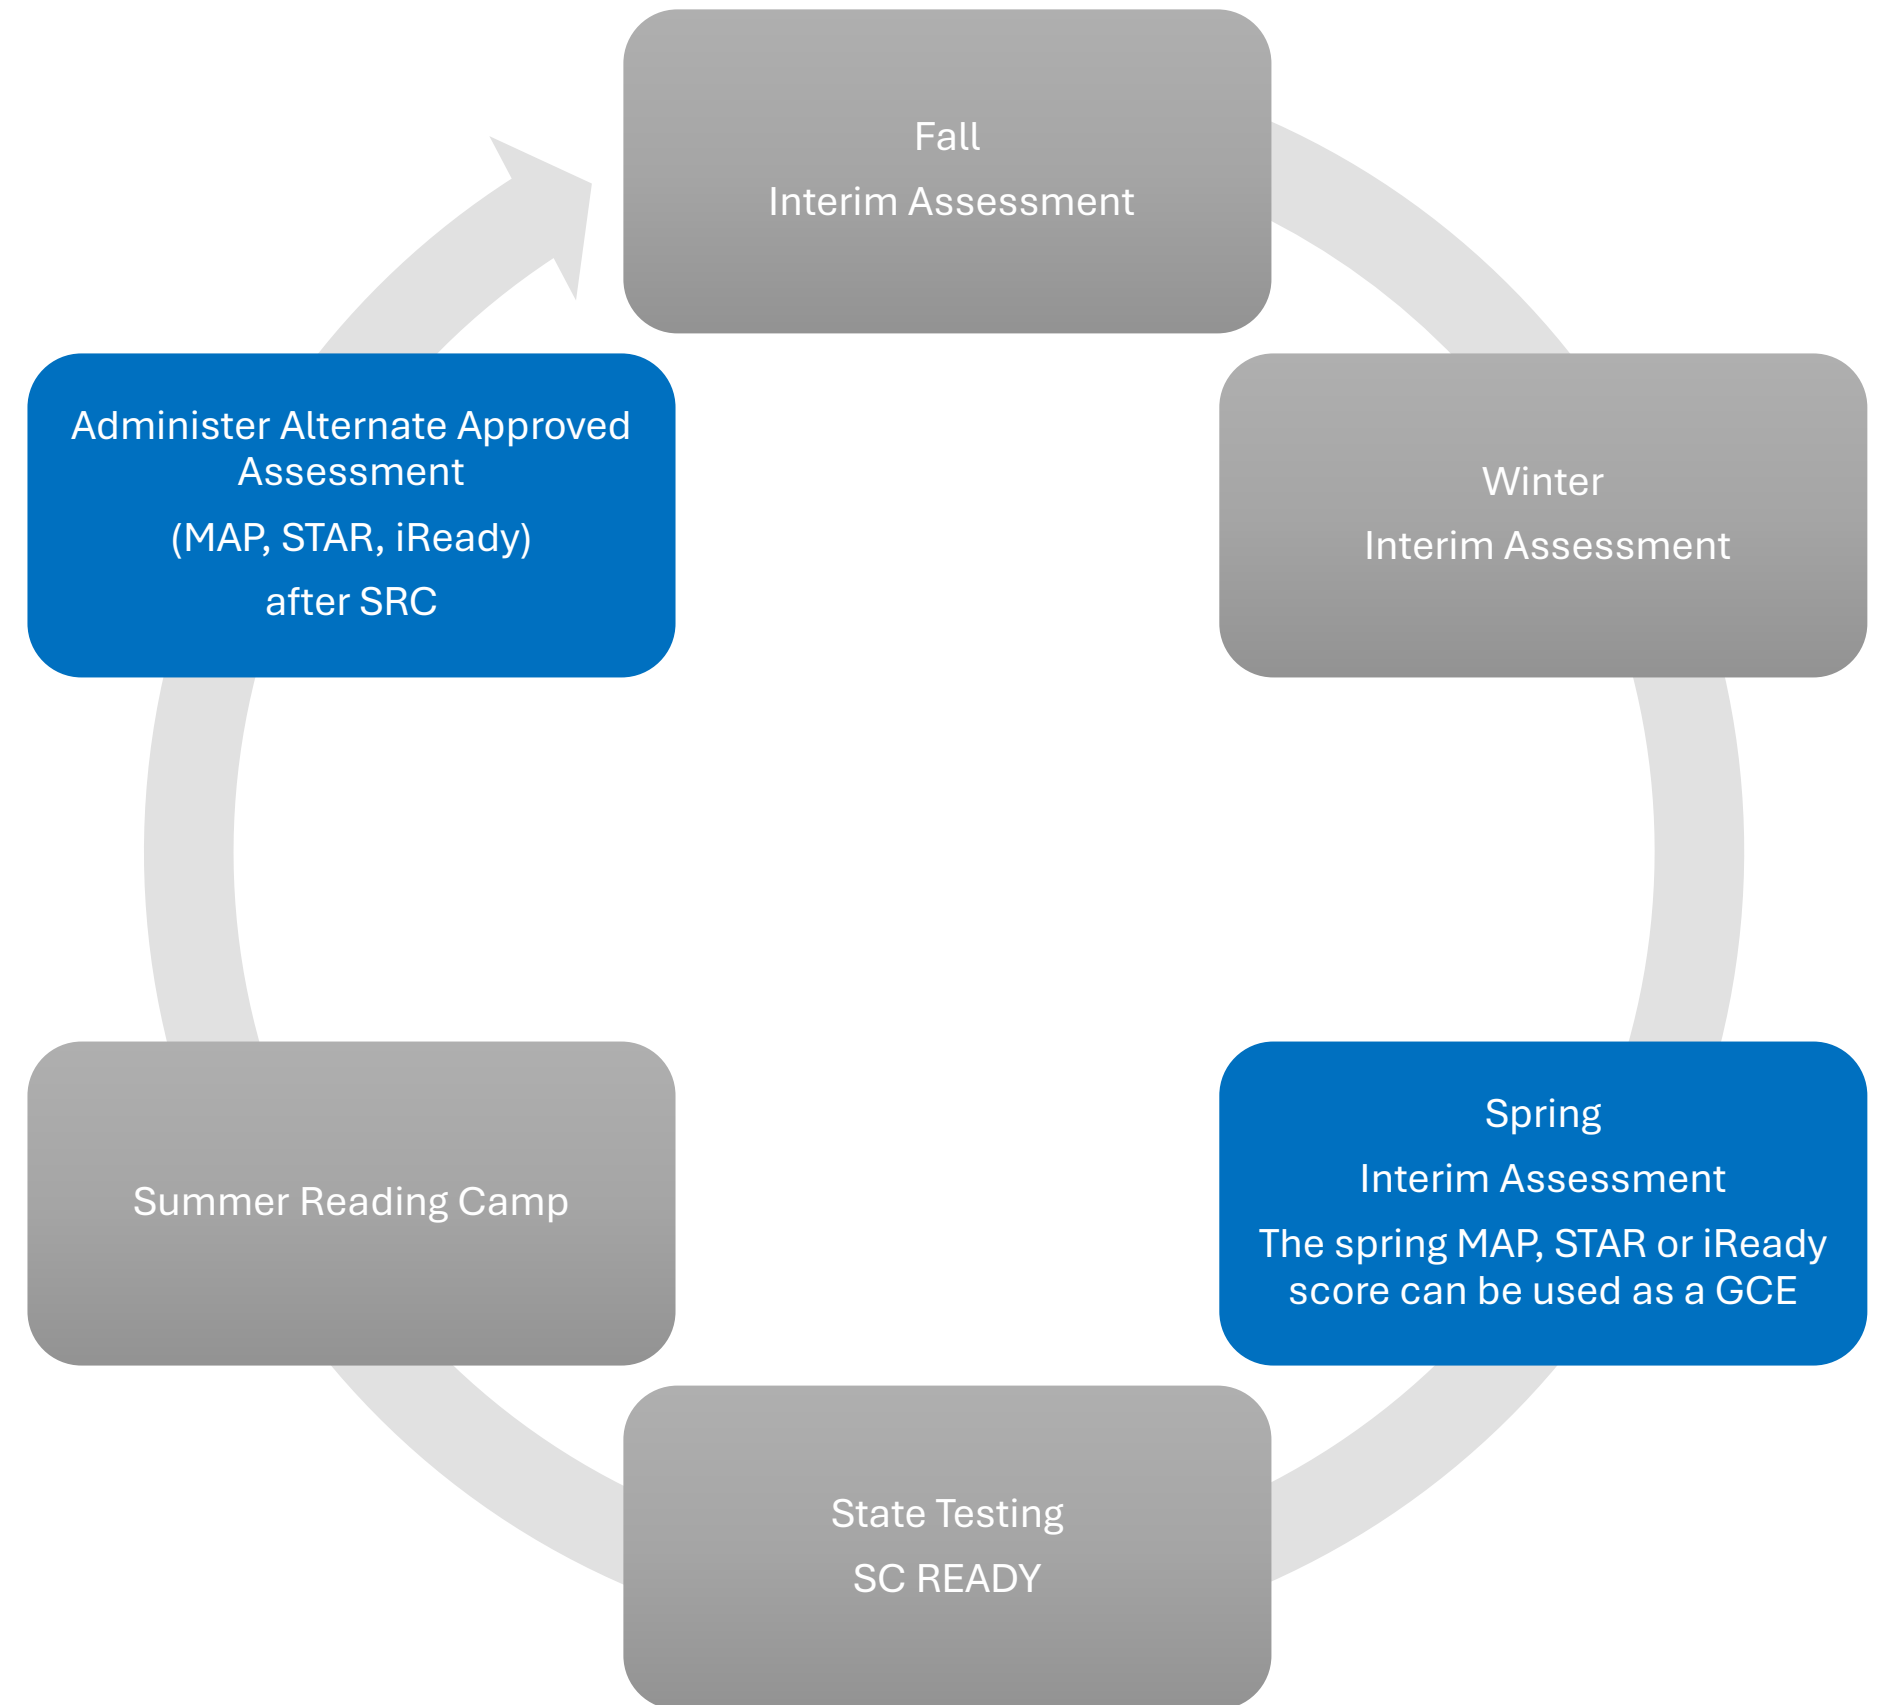 Fall
Interim Assessment
Winter
Interim Assessment
Spring
Interim Assessment
The spring MAP, STAR or iReady
score can be used as a GCE
State Testing
SC READY
Summer Reading Camp
Administer Alternate Approved
Assessment
(MAP, STAR, iReady)
after SRC